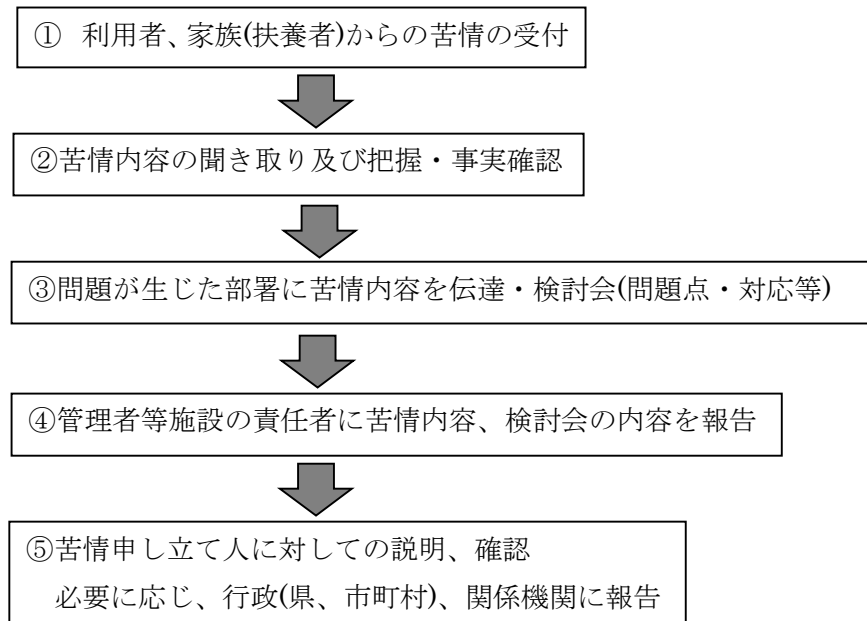 ① 利用者、家族(扶養者)からの苦情の受付
②苦情内容の聞き取り及び把握・事実確認
③問題が生じた部署に苦情内容を伝達・検討会(問題点・対応等)
④管理者等施設の責任者に苦情内容、検討会の内容を報告
⑤苦情申し立て人に対しての説明、確認
必要に応じ、行政(県、市町村)、関係機関に報告